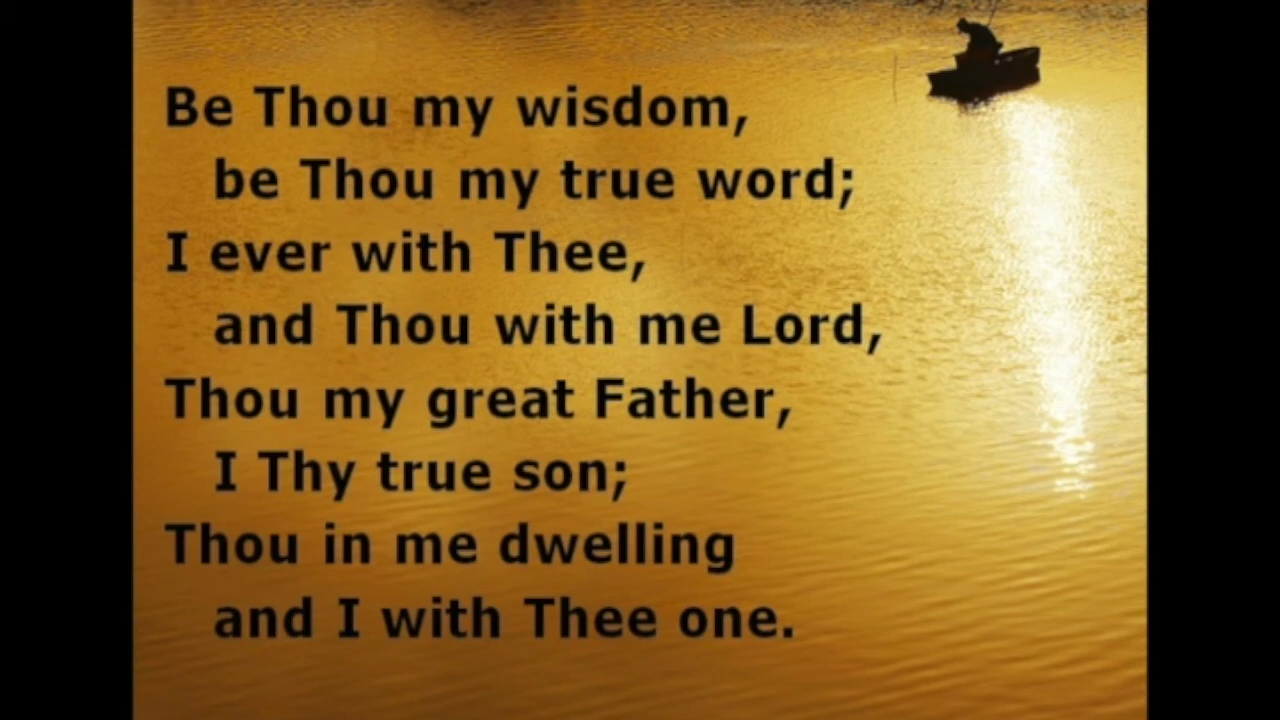 Be Thou my wisdom,
be Thou my true word;
I ever with Thee,
and Thou with me Lord,
Thou my great Father,
I Thy true son;
Thou in me dwelling
and I with Thee one.